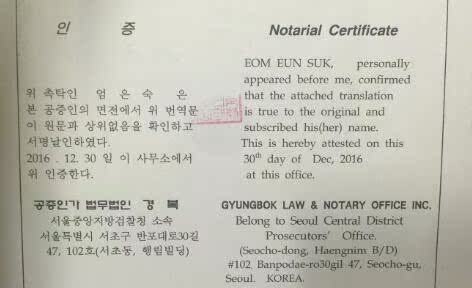 인 증
위 촉탁인 엄 은 숙 은
본 공증인의 면전에서 위 번역문
이 원문과 상위없음을 확인하고
서명날인하였다.
2016 . 12. 30 일 이 사무소에서
위 인증한다.
공증인가 법무법인 경 복
서울중앙지방검찰청 소속
서울특별시 서초구 반포대로30길
47, 102호(서초동, 행림빌딩)
Notarial Certificate
EOM EUN SUK, personally
appeared before me, confirmed
that the attached translation
is true to the original and
subscribed his(her) name.
This is hereby attested on this
30th day of Dec, 2016
at this office.
GYUNGBOK LAW & NOTARY OFFICE INC.
Belong to Seoul Central District
Prosecutors' Office.
(Seocho-dong, Haengnim B/D)
#102, Banpodae-ro30gil 47, Seocho-gu,
Seoul, KOREA.